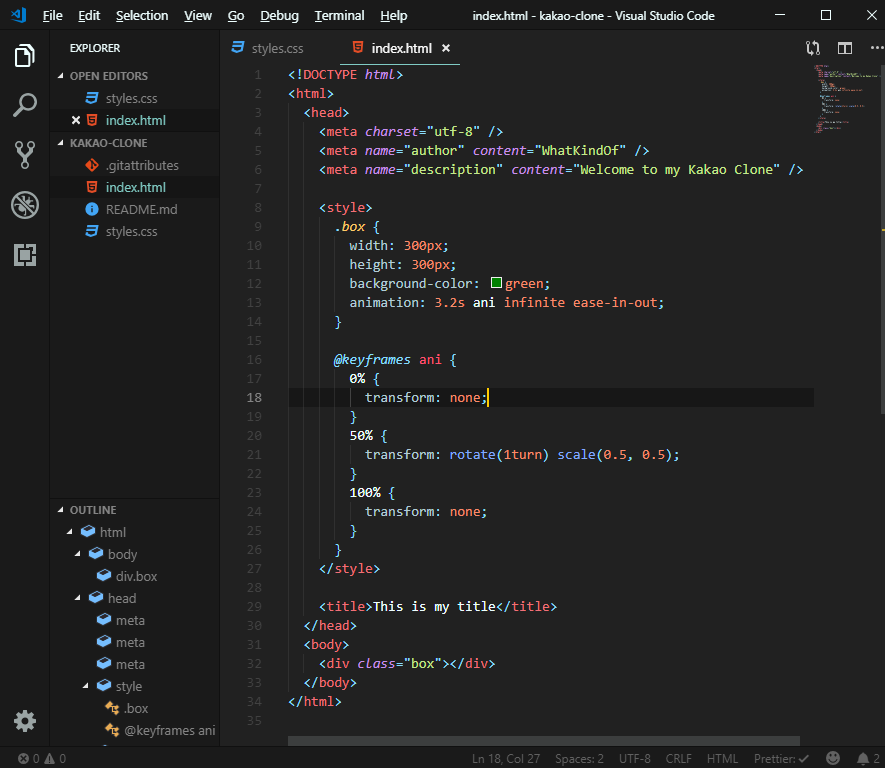 File Edit Selection View Go Debug Terminal Help index.html - kakao-clone - Visual Studio Code
EXPLORER
OPEN EDITORS
styles.css
index.html
KAKAO-CLONE
.gitattributes
index.html
README.md
styles.css
OUTLINE
html
body
div.box
head
meta
meta
meta
style
.box
@keyframes ani
styles.css index.html
1 <!DOCTYPE html>
2 <html>
3 <head>
4 <meta charset="utf-8" />
5 <meta name="author" content="WhatKindOf" />
6 <meta name="description" content="Welcome to my Kakao Clone" />
7
8 <style>
9 .box {
10 width: 300px;
11 height: 300px;
12 background-color: green;
13 animation: 3.2s ani infinite ease-in-out;
14 }
15
16 @keyframes ani {
17 0% {
18 transform: none;
19 }
20 50% {
21 transform: rotate(1turn) scale(0.5, 0.5);
22 }
23 100% {
24 transform: none;
25 }
26 }
27 </style>
28
29 <title>This is my title</title>
30 </head>
31 <body>
32 <div class="box"></div>
33 </body>
34 </html>
35
0 0 Ln 18, Col 27 Spaces: 2 UTF-8 CRLF HTML Prettier: ✓ 2